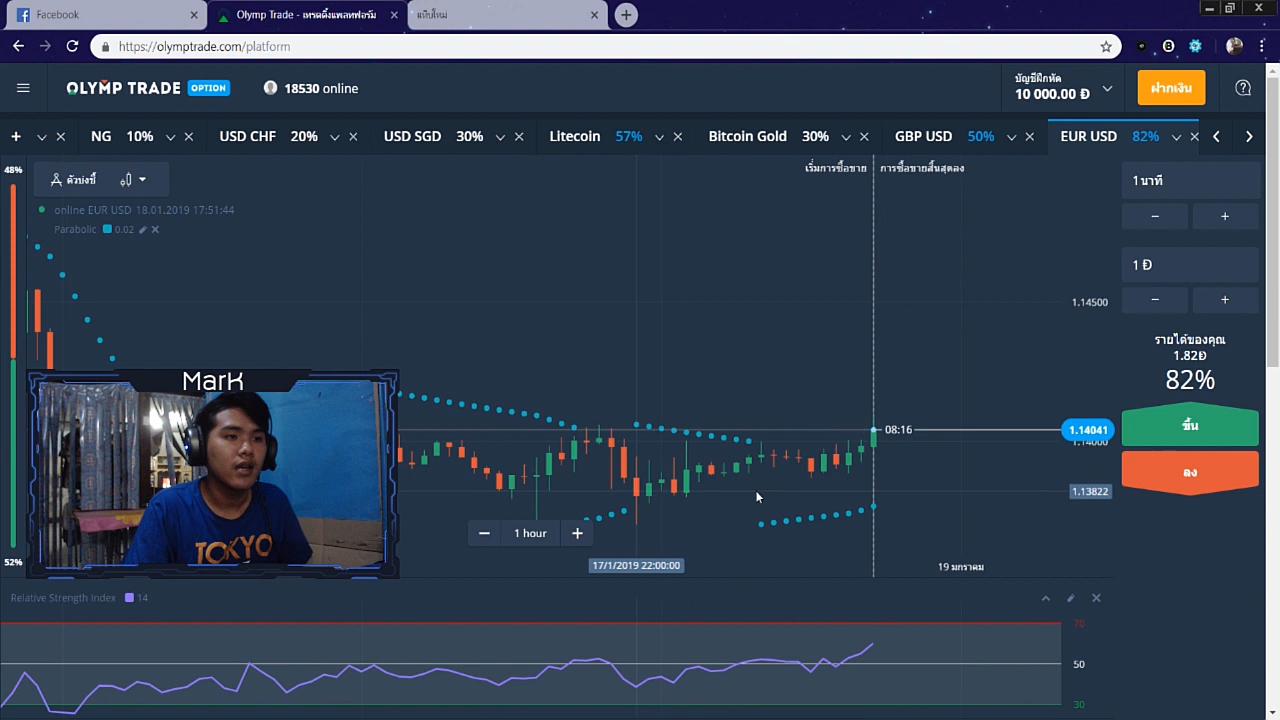 Facebook
Olymp Trade - เทรดดิ้งแพลทฟอร์ม
แท็บใหม่
https://olymptrade.com/platform
OLYMP TRADE OPTION
18530 online
บัญชีฝึกหัด
10 000.00 Ð
ฝากเงิน
NG 10%
USD CHF 20%
USD SGD 30%
Litecoin 57%
Bitcoin Gold 30%
GBP USD 50%
EUR USD 82%
48%
ตัวบ่งชี้
เริ่มการซื้อขาย
การซื้อขายสิ้นสุดลง
online EUR USD 18.01.2019 17:51:44
Parabolic 0.02
1 นาที
1 Ð
1.14500
รายได้ของคุณ
1.82Ð
82%
MarK
08:16
1.14041
1.14000
ขึ้น
ลง
1.13822
TOKYO
1 hour
52%
17/1/2019 22:00:00
19 มกราคม
Relative Strength Index 14
70
50
30